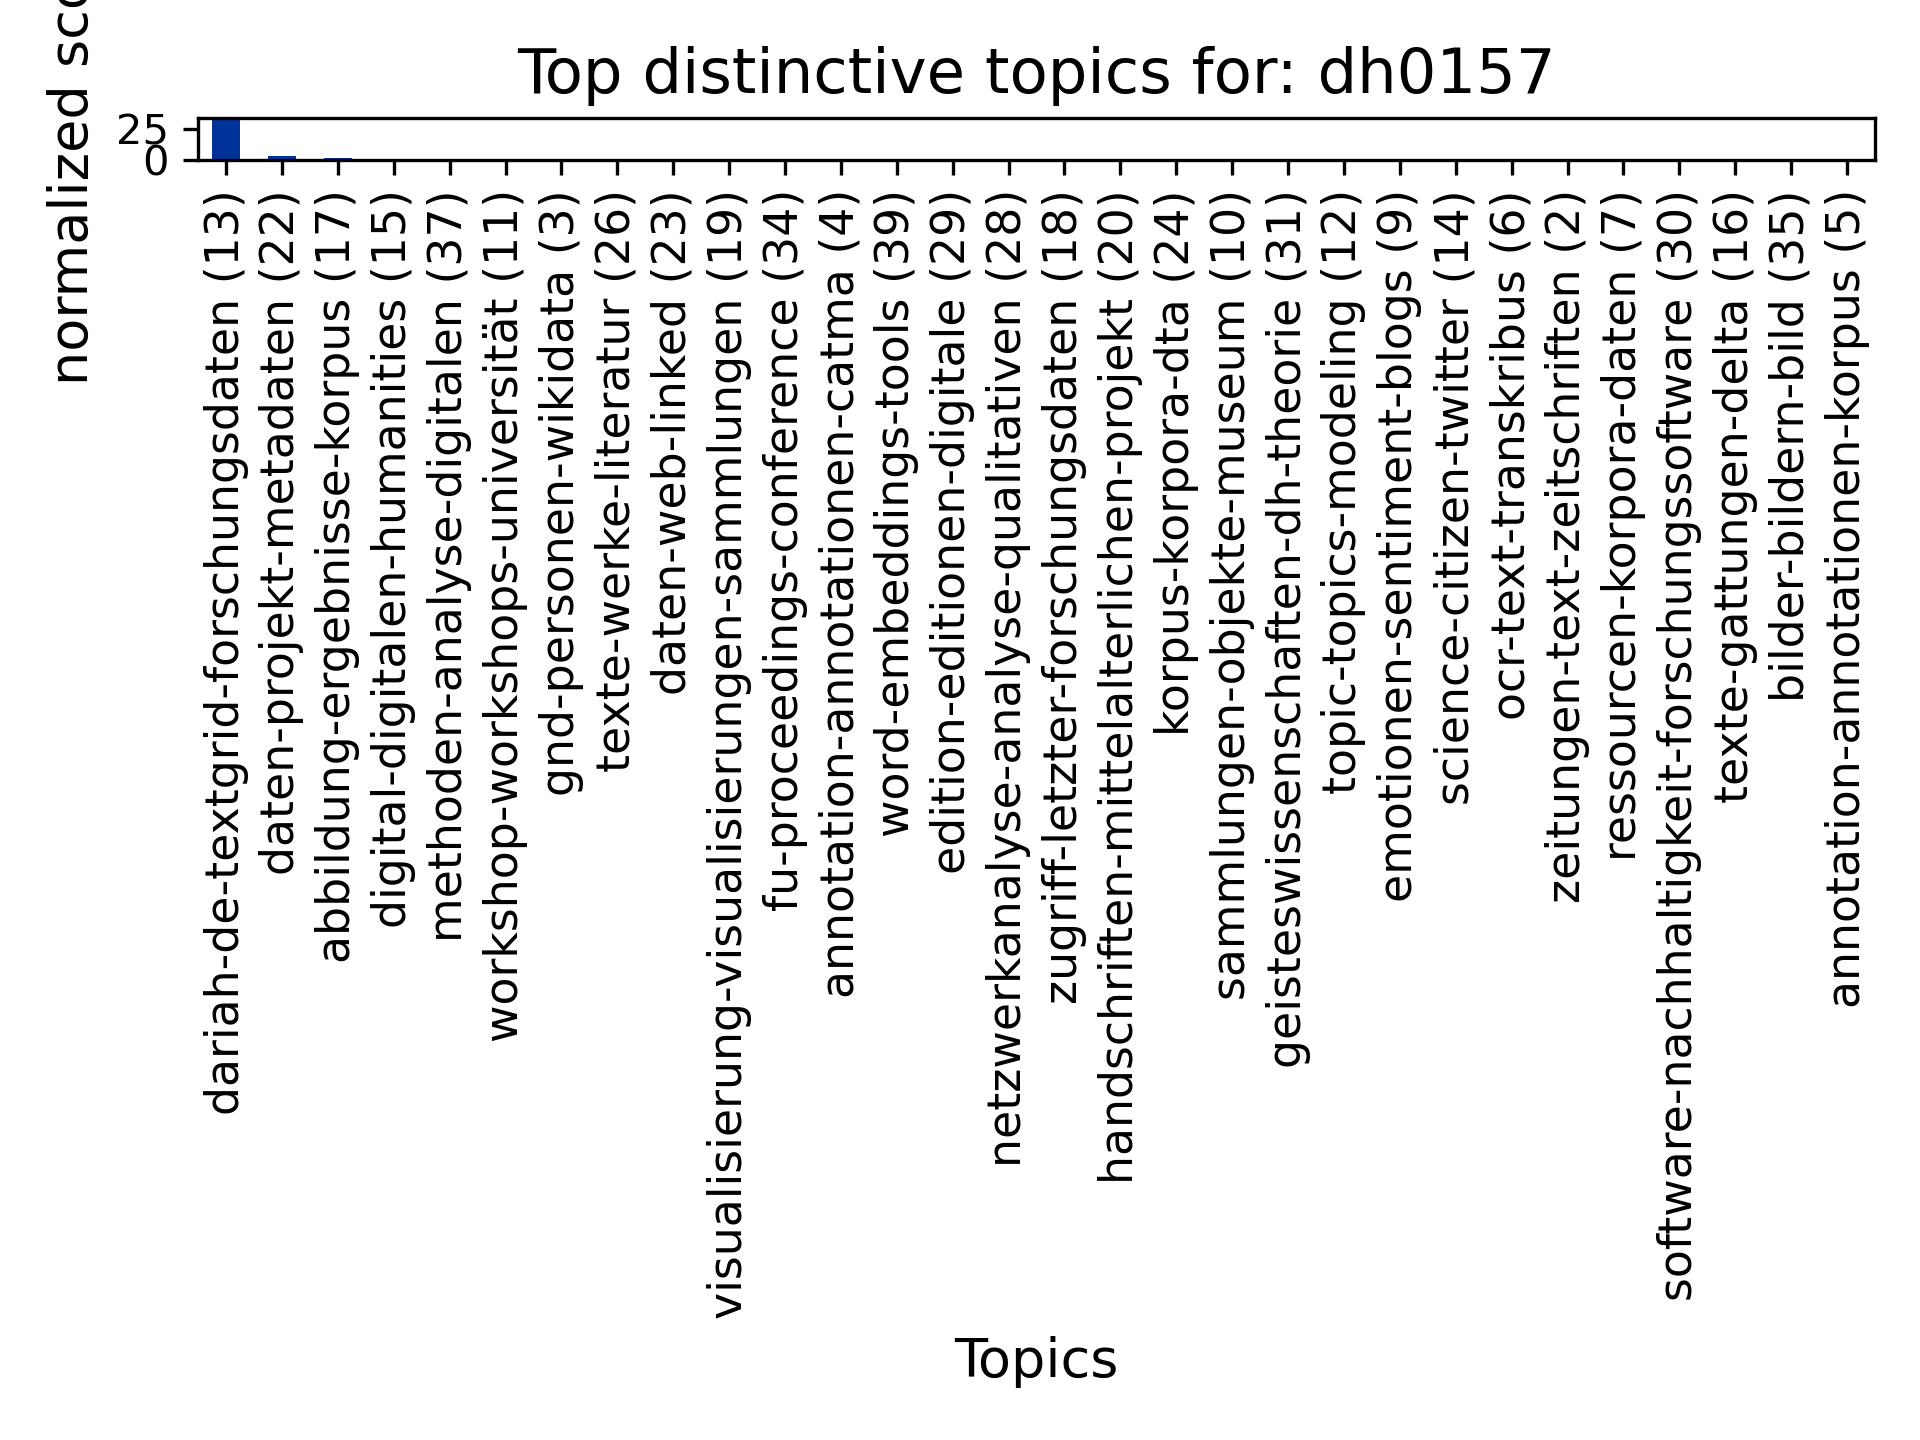 Top distinctive topics for: dh0157
normalized sco
25
0
dariah-de-textgrid-forschungsdaten (13)
daten-projekt-metadaten (22)
abbildung-ergebnisse-korpus (17)
digital-digitalen-humanities (15)
methoden-analyse-digitalen (37)
workshop-workshops-universität (11)
gnd-personen-wikidata (3)
texte-werke-literatur (26)
daten-web-linked (23)
visualisierung-visualisierungen-sammlungen (19)
fu-proceedings-conference (34)
annotation-annotationen-catma (4)
word-embeddings-tools (39)
edition-editionen-digitale (29)
netzwerkanalyse-analyse-qualitativen (28)
zugriff-letzter-forschungsdaten (18)
handschriften-mittelalterlichen-projekt (20)
korpus-korpora-dta (24)
sammlungen-objekte-museum (10)
geisteswissenschaften-dh-theorie (31)
topic-topics-modeling (12)
emotionen-sentiment-blogs (9)
science-citizen-twitter (14)
ocr-text-transkribus (6)
zeitungen-text-zeitschriften (2)
ressourcen-korpora-daten (7)
software-nachhaltigkeit-forschungssoftware (30)
texte-gattungen-delta (16)
bilder-bildern-bild (35)
annotation-annotationen-korpus (5)
Topics